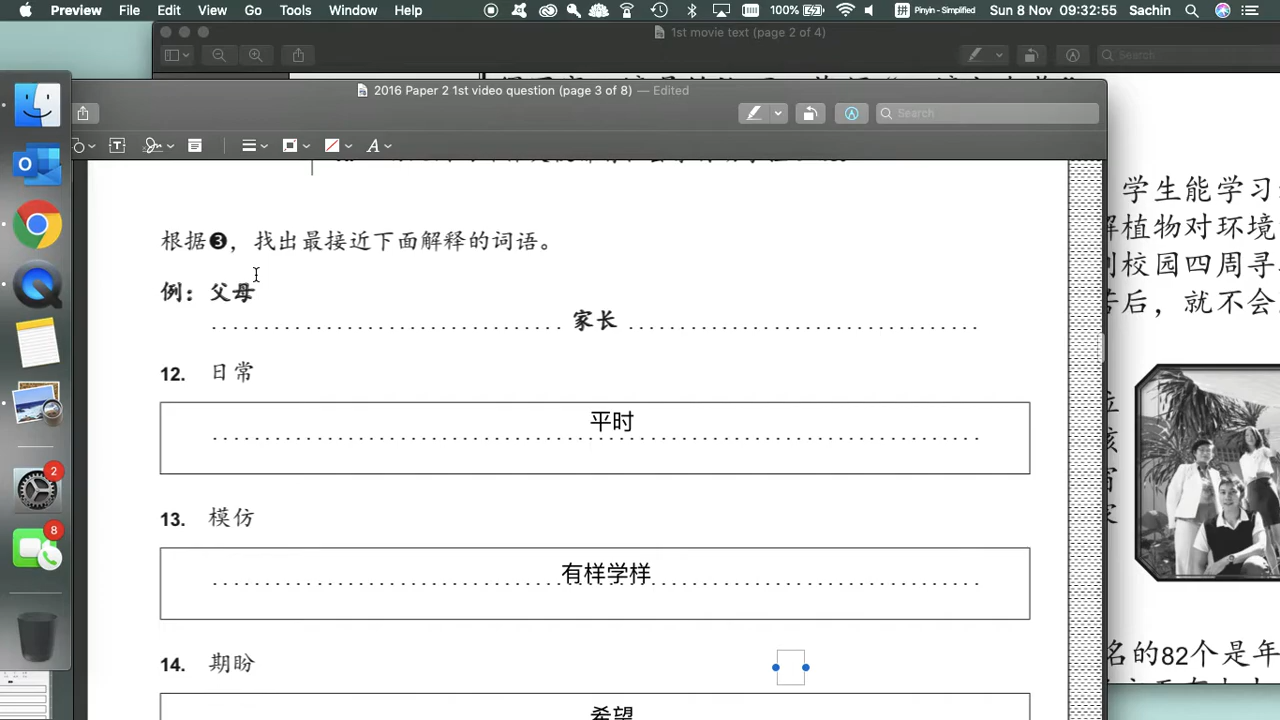 Preview File Edit View Go Tools Window Help 100% Pinyin - Simplified Sun 8 Nov 09:32:55 Sachin
1st movie text (page 2 of 4)
Search
2016 Paper 2 1st video question (page 3 of 8) — Edited
Search
根据❸，找出最接近下面解释的词语。
例：父母
家长
12. 日常
平时
13. 模仿
有样学样
14. 期盼
希望
学生能学习
解植物对环境
到校园四周寻
后，就不会
名的82个是年
2
8